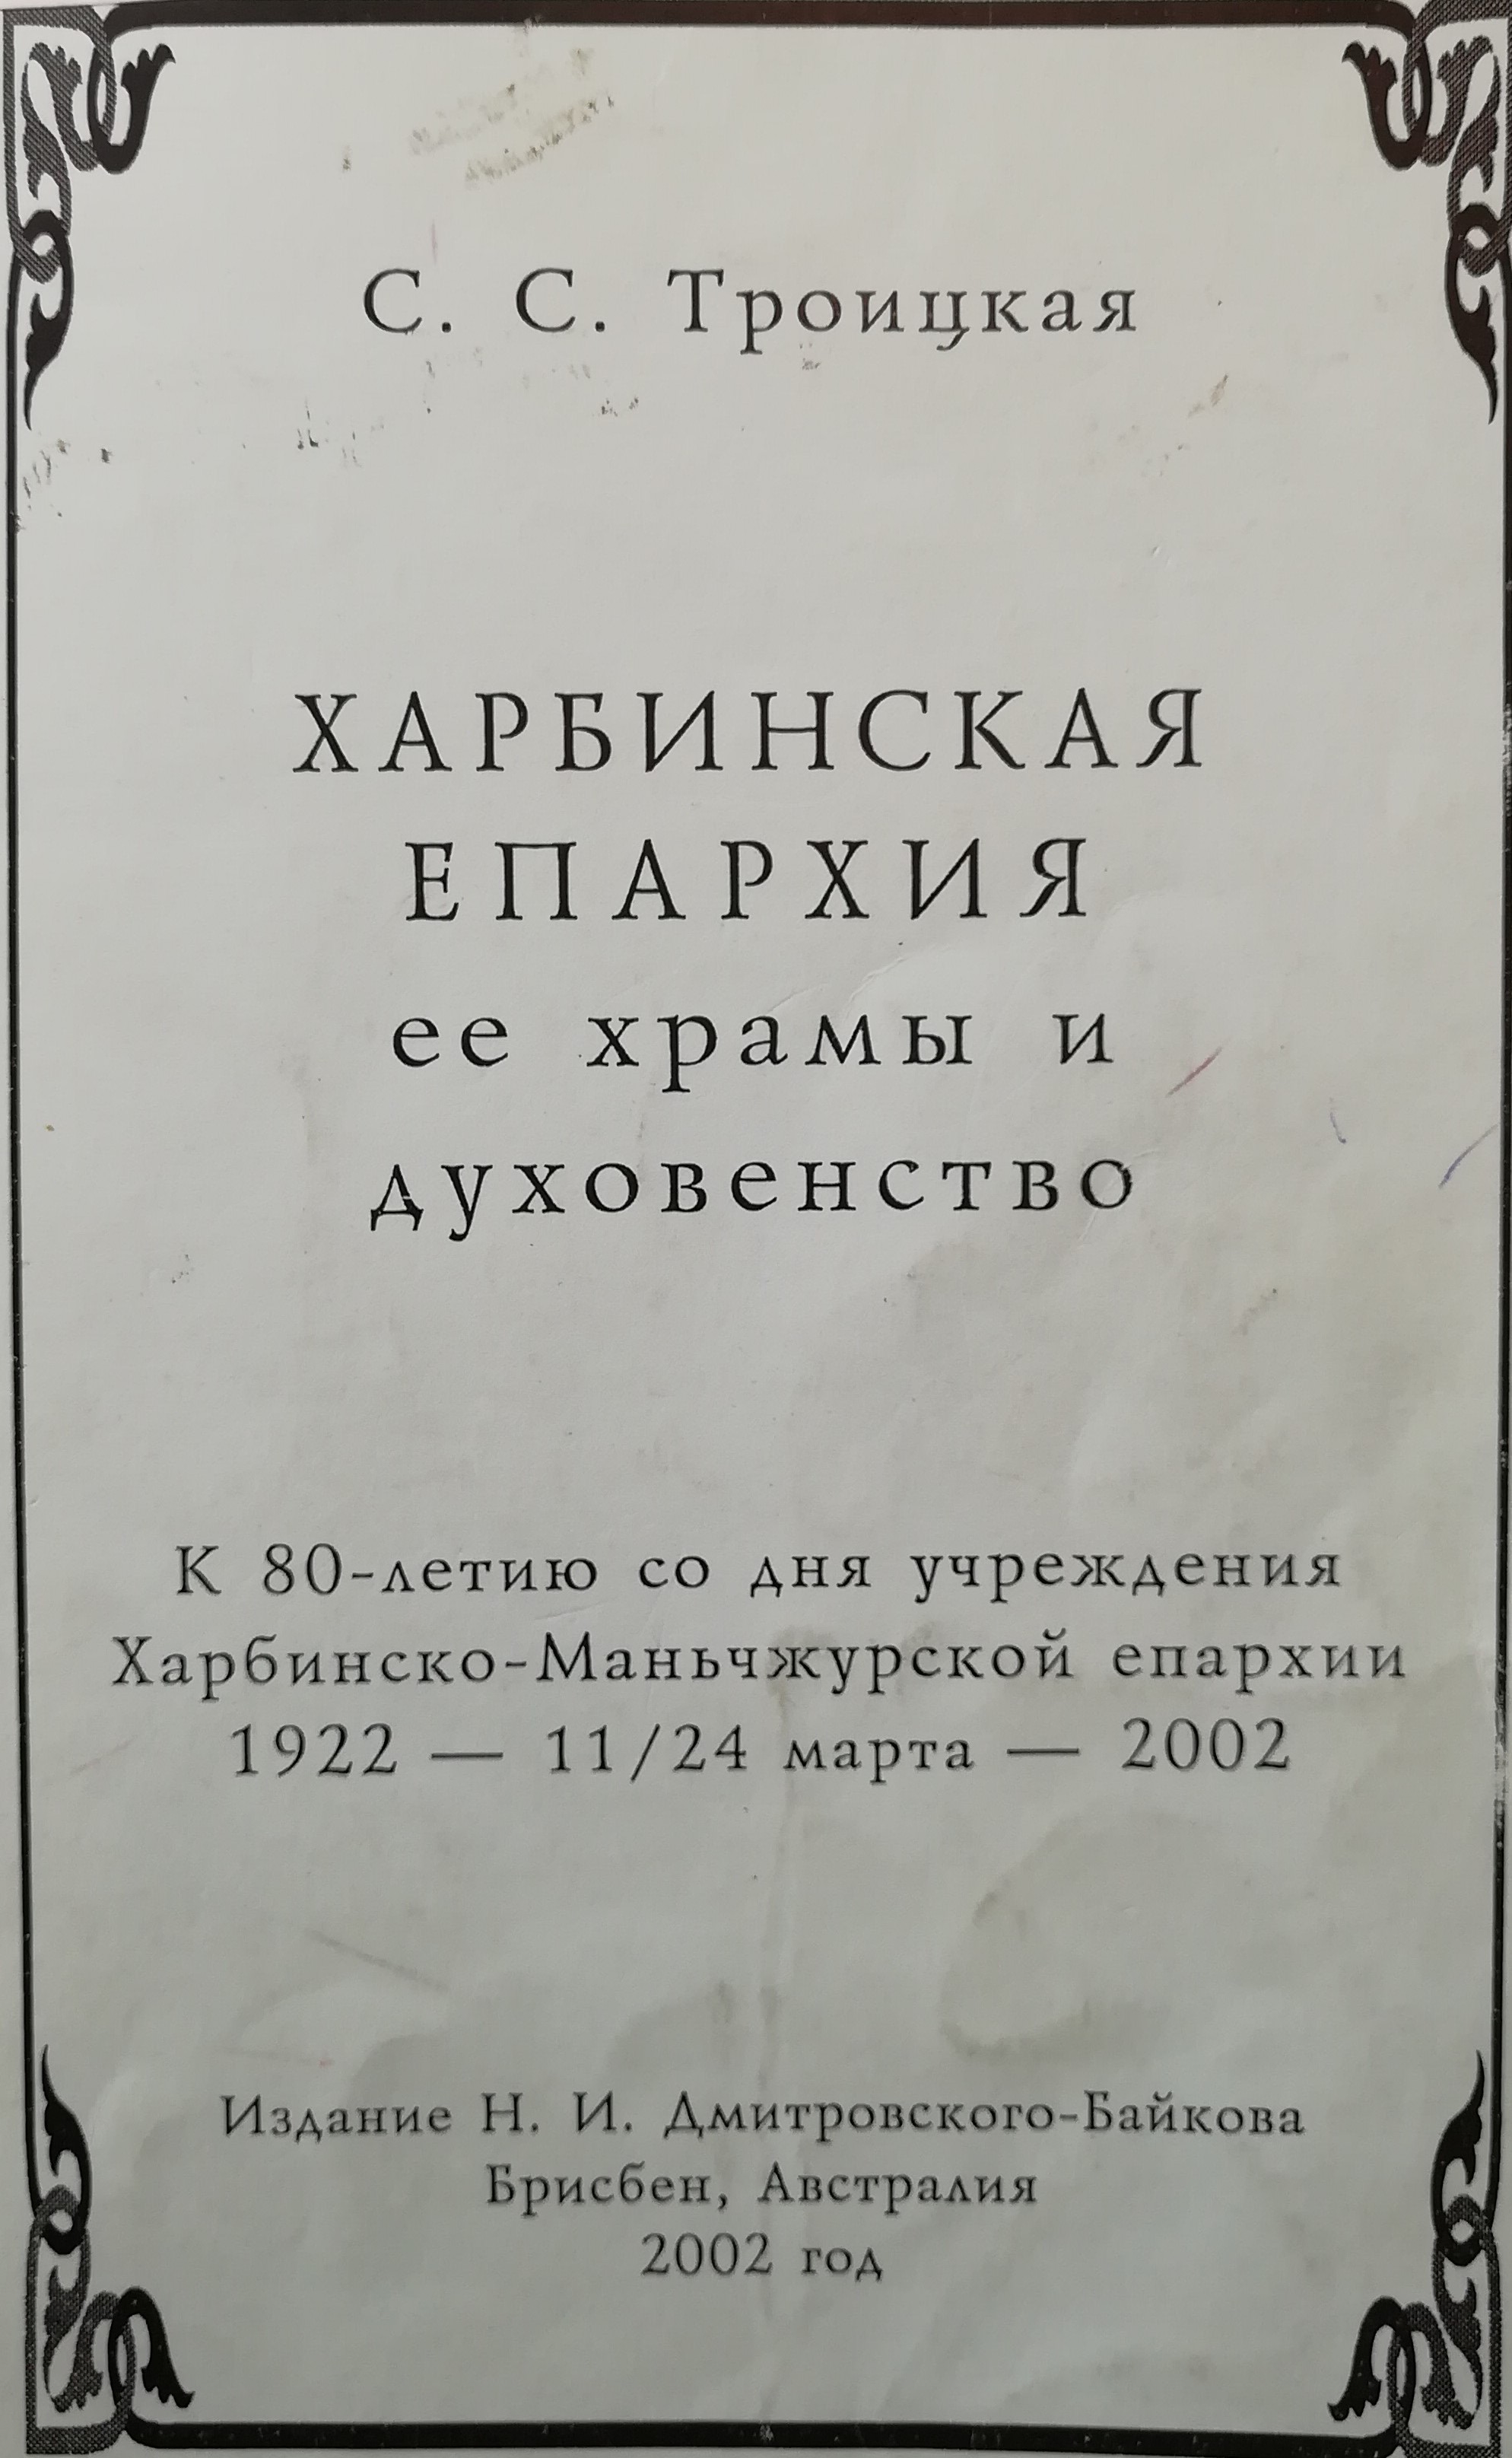 С. С. Троицкая
ХАРБИНСКАЯ
ЕПАРХИЯ
ее храмы и
духовенство
К 80-летию со дня учреждения
Харбинско-Маньчжурской епархии
1922 — 11/24 марта — 2002
Издание Н. И. Дмитровского-Байкова
Брисбен, Австралия
2002 год